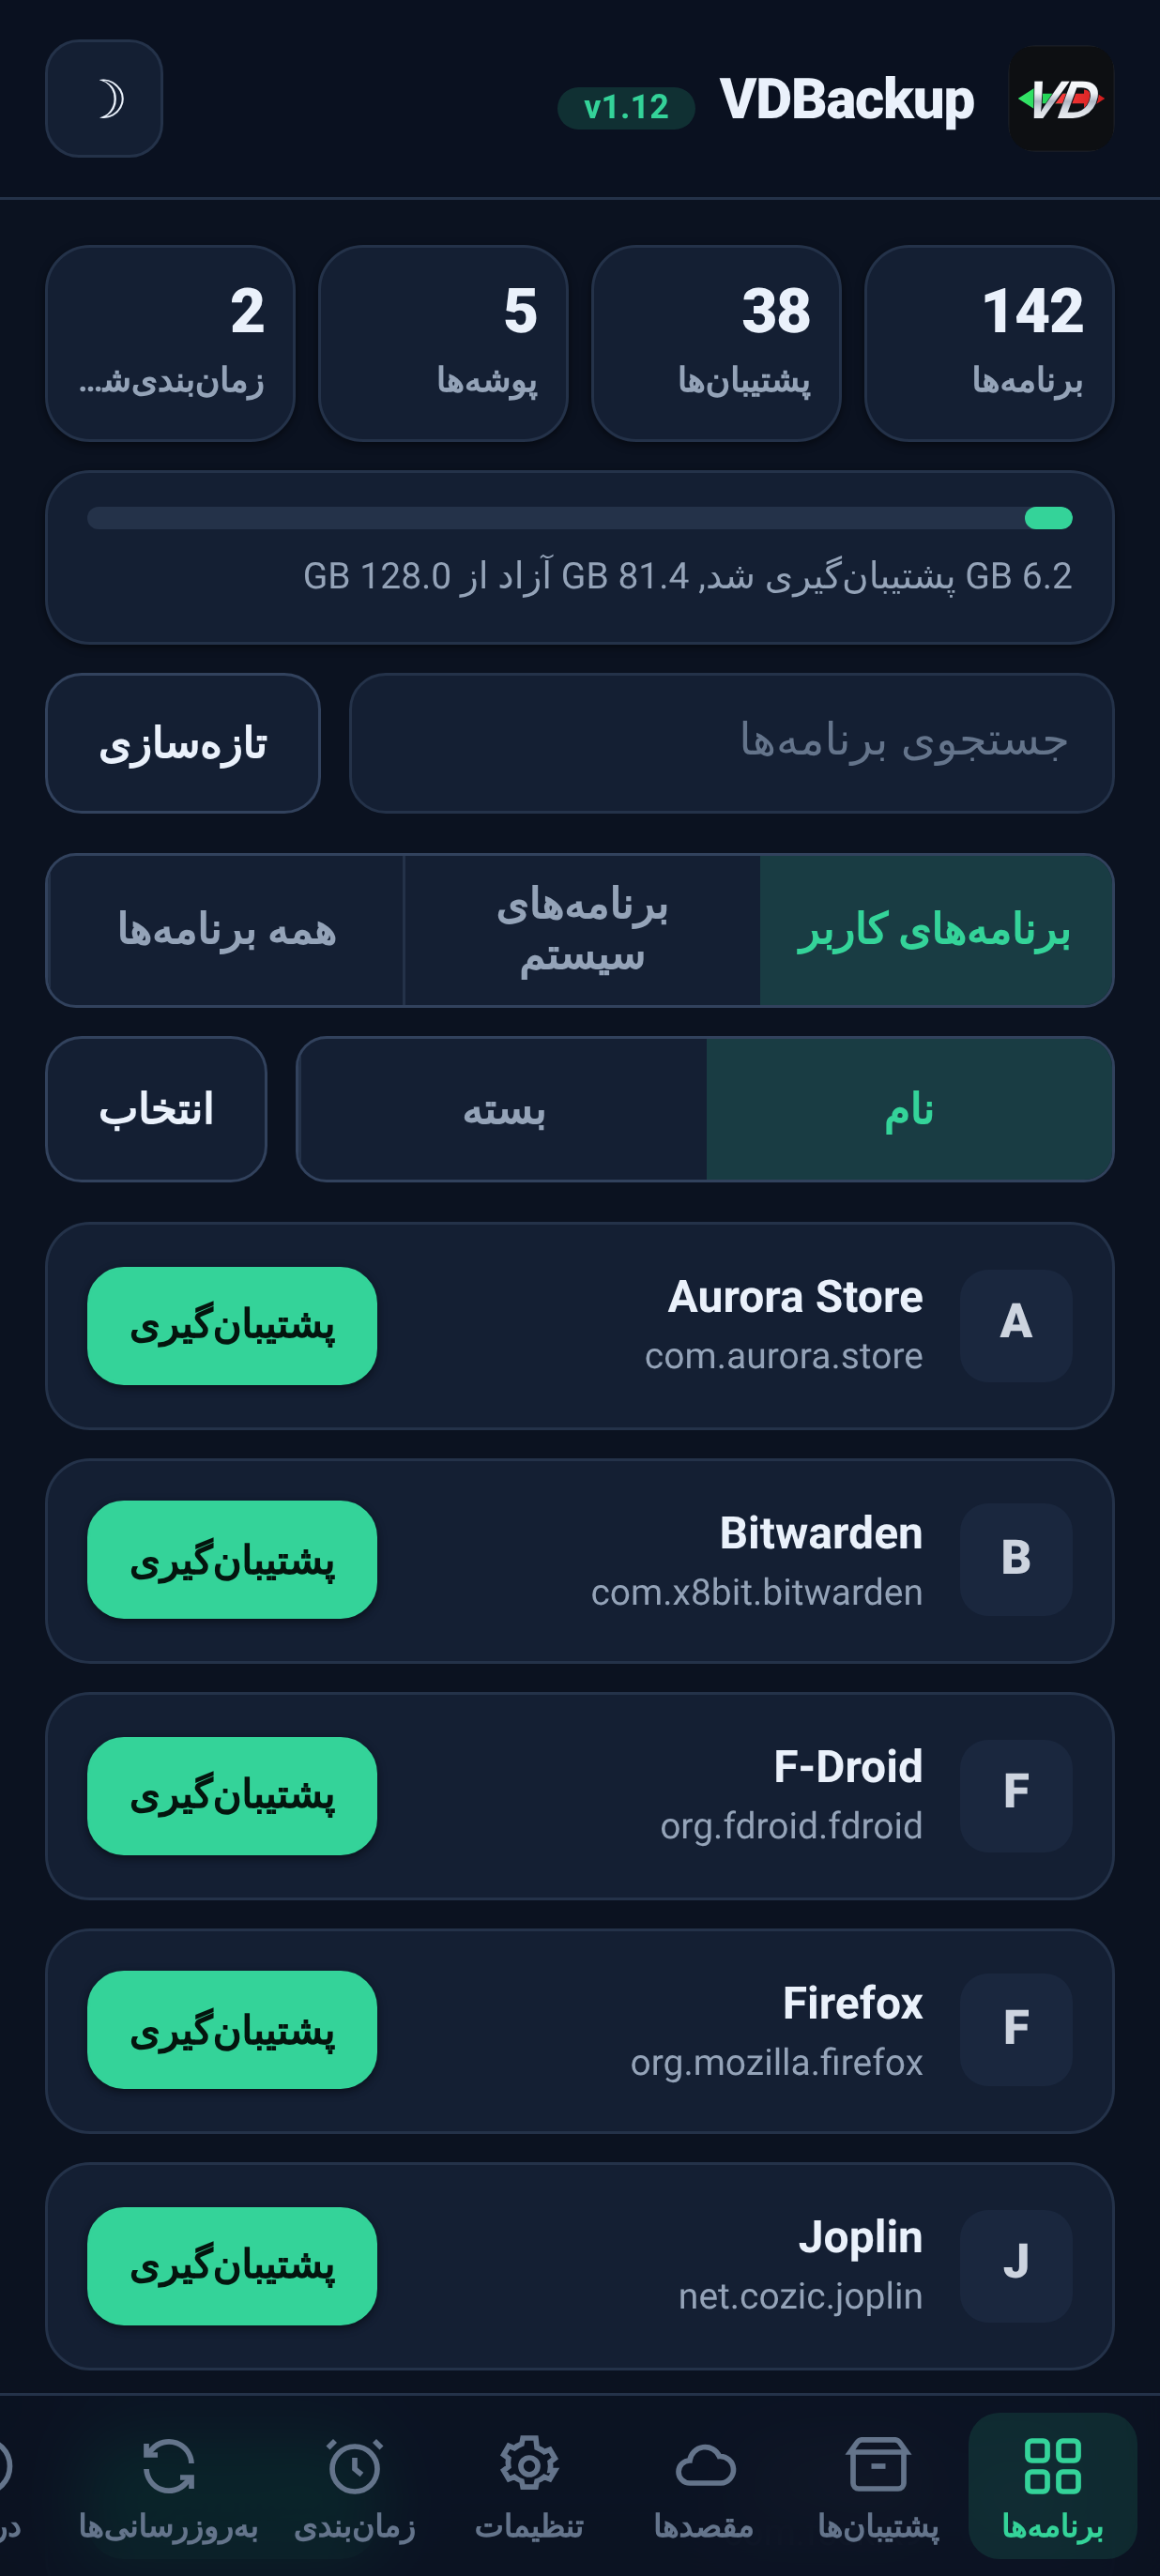 VD
VDBackup
v1.12
142
برنامه‌ها
38
پشتیبان‌ها
5
پوشه‌ها
2
زمان‌بندی‌ش...
6.2 GB پشتیبان‌گیری شد, 81.4 GB آزاد از 128.0 GB
جستجوی برنامه‌ها
تازه‌سازی
برنامه‌های کاربر
برنامه‌های
سیستم
همه برنامه‌ها
نام
بسته
انتخاب
A
Aurora Store
com.aurora.store
پشتیبان‌گیری
B
Bitwarden
com.x8bit.bitwarden
پشتیبان‌گیری
F
F-Droid
org.fdroid.fdroid
پشتیبان‌گیری
F
Firefox
org.mozilla.firefox
پشتیبان‌گیری
J
Joplin
net.cozic.joplin
پشتیبان‌گیری
برنامه‌ها
پشتیبان‌ها
مقصدها
تنظیمات
زمان‌بندی
به‌روزرسانی‌ها